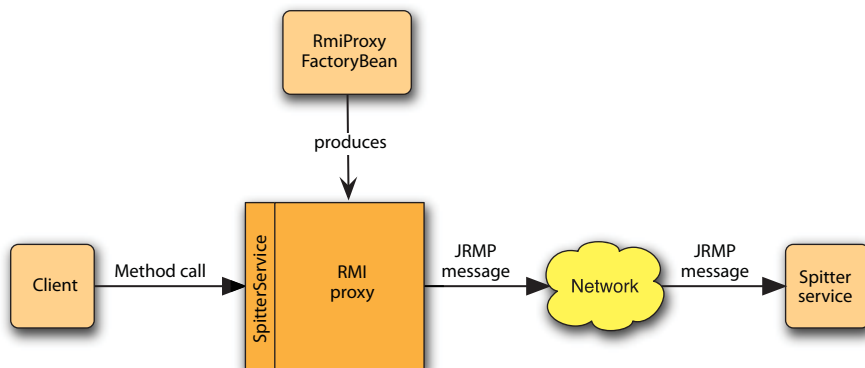 RmiProxy
FactoryBean
produces
Client
Method call
SpitterService
RMI
proxy
JRMP
message
Network
JRMP
message
Spitter
service